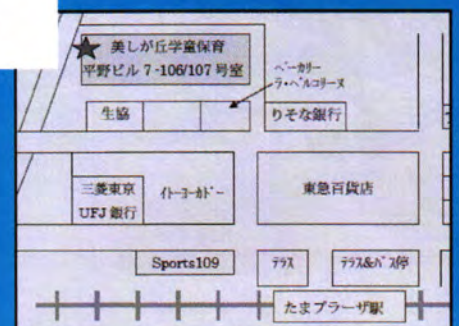 美しが丘学童保育
平野ビル 7-106/107 号室
ベーカリー
ラ・ベルコリーヌ
生協
りそな銀行
三菱東京
UFJ 銀行
イトーヨーカドー
東急百貨店
Sports109
テラス
テラス&バス停
たまプラーザ駅